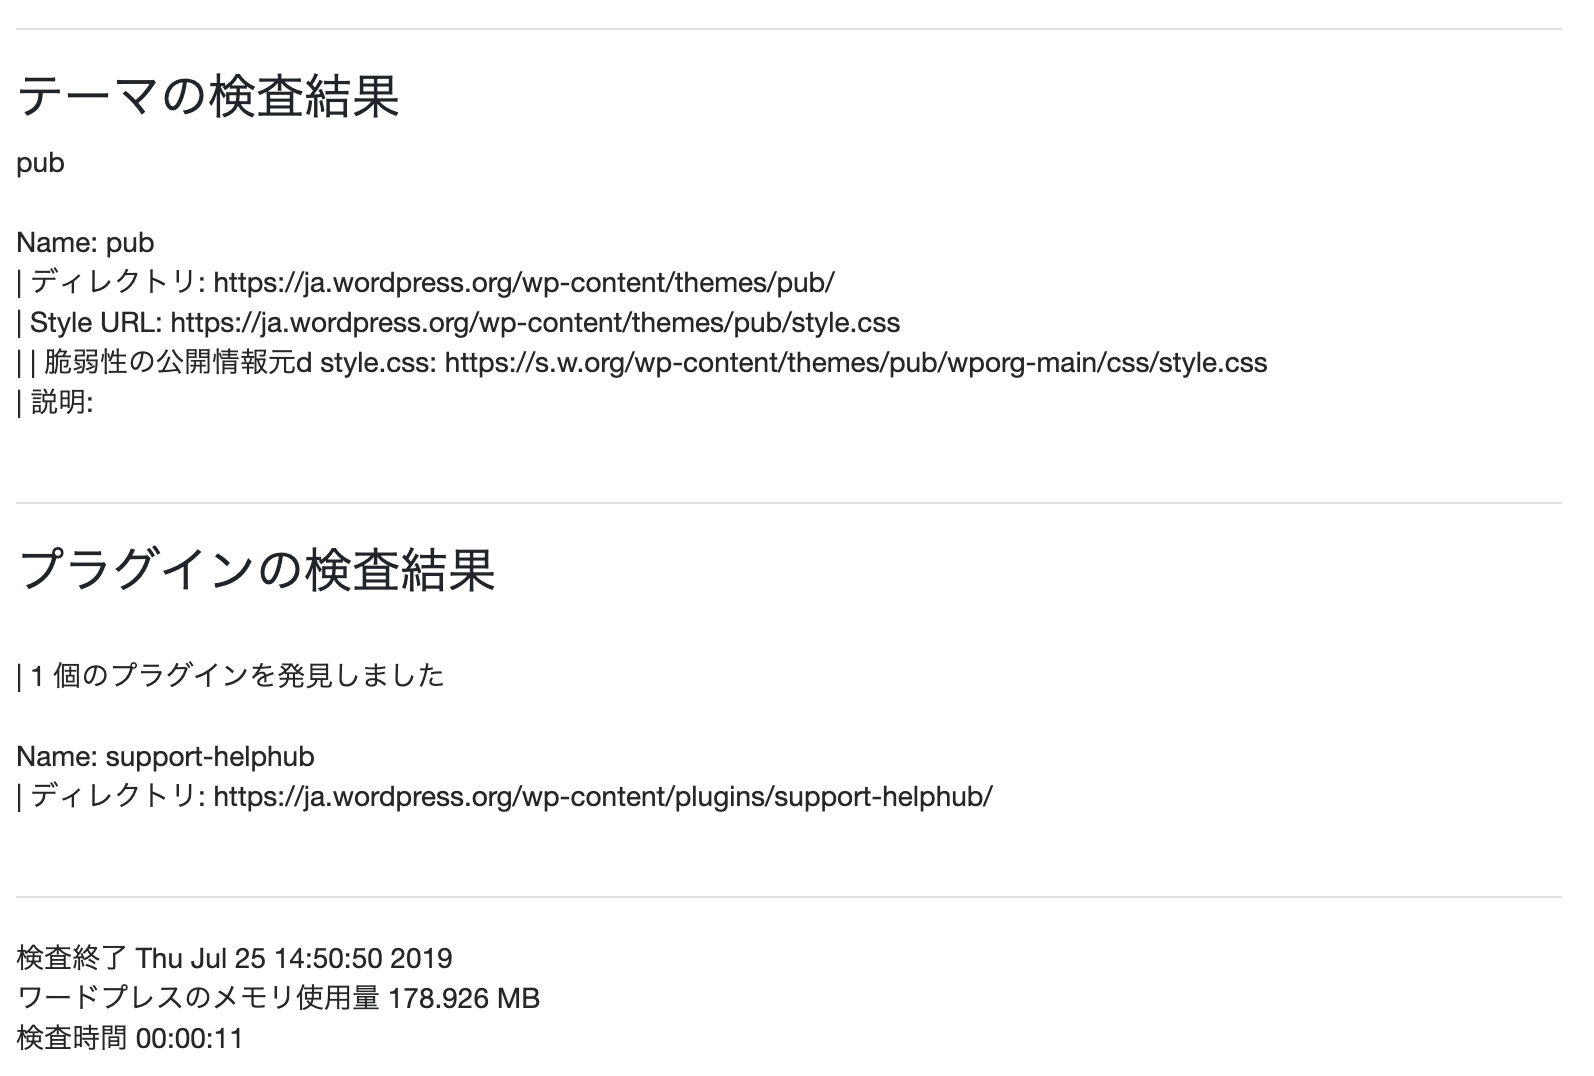 テーマの検査結果
pub
Name: pub
| ディレクトリ: https://ja.wordpress.org/wp-content/themes/pub/
| Style URL: https://ja.wordpress.org/wp-content/themes/pub/style.css
| | 脆弱性の公開情報元d style.css: https://s.w.org/wp-content/themes/pub/wporg-main/css/style.css
| 説明:
プラグインの検査結果
| 1 個のプラグインを発見しました
Name: support-helphub
| ディレクトリ: https://ja.wordpress.org/wp-content/plugins/support-helphub/
検査終了 Thu Jul 25 14:50:50 2019
ワードプレスのメモリ使用量 178.926 MB
検査時間 00:00:11